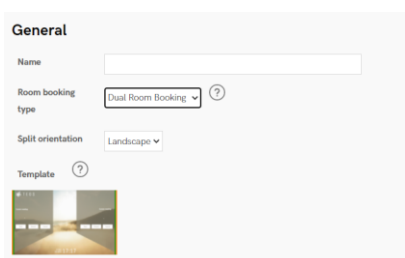 General
Name
Room booking
type
Dual Room Booking
?
Split orientation
Landscape
Template
?